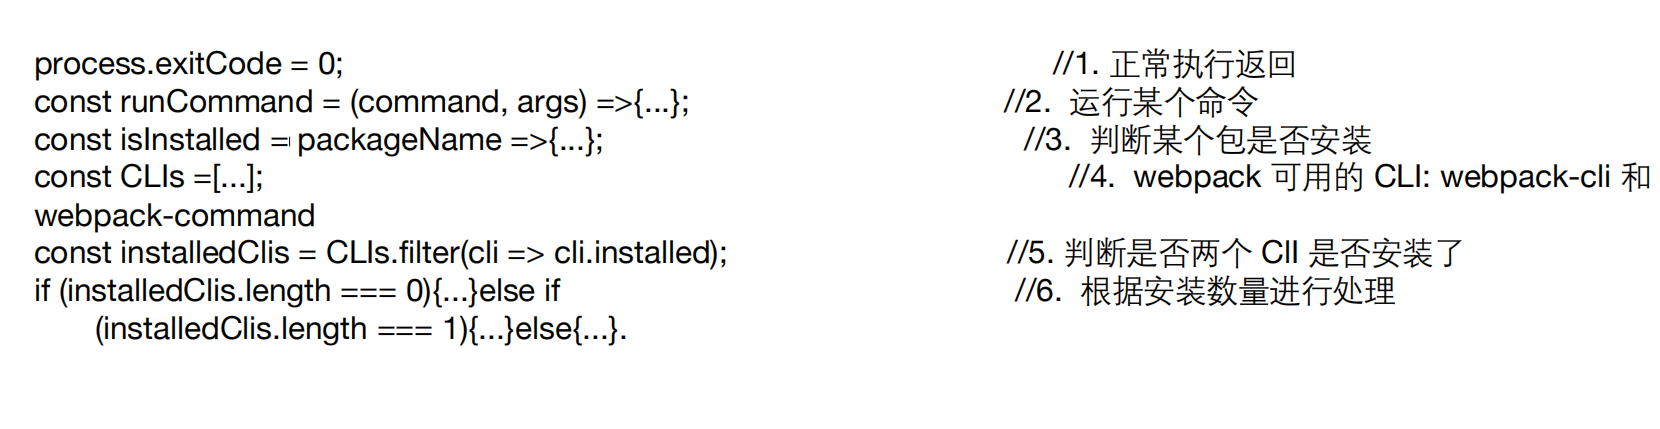 process.exitCode = 0; //1. 正常执行返回
const runCommand = (command, args) =>{...}; //2. 运行某个命令
const isInstalled = packageName =>{...}; //3. 判断某个包是否安装
const CLIs =[...]; //4. webpack 可用的 CLI: webpack-cli 和
webpack-command
const installedClis = CLIs.filter(cli => cli.installed); //5. 判断是否两个 ClI 是否安装了
if (installedClis.length === 0){...}else if //6. 根据安装数量进行处理
(installedClis.length === 1){...}else{...}.